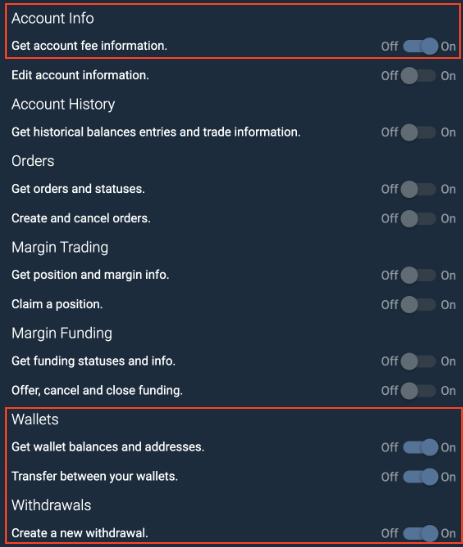 Account Info
Get account fee information. Off On
Edit account information. Off On
Account History
Get historical balances entries and trade information. Off On
Orders
Get orders and statuses. Off On
Create and cancel orders. Off On
Margin Trading
Get position and margin info. Off On
Claim a position. Off On
Margin Funding
Get funding statuses and info. Off On
Offer, cancel and close funding. Off On
Wallets
Get wallet balances and addresses. Off On
Transfer between your wallets. Off On
Withdrawals
Create a new withdrawal. Off On